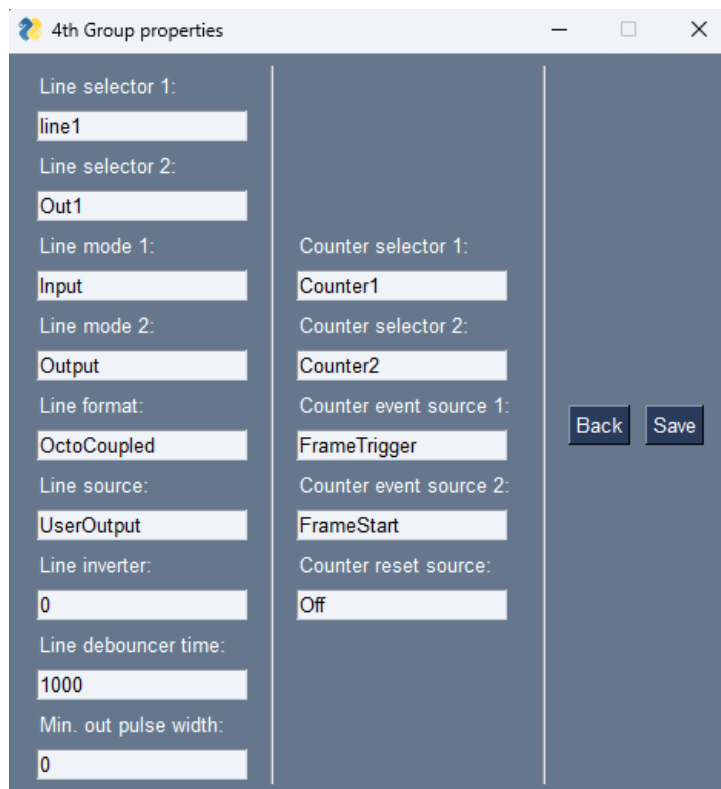 4th Group properties
Line selector 1:
line1
Line selector 2:
Out1
Line mode 1:
Input
Line mode 2:
Output
Line format:
OctoCoupled
Line source:
UserOutput
Line inverter:
0
Line debouncer time:
1000
Min. out pulse width:
0
Counter selector 1:
Counter1
Counter selector 2:
Counter2
Counter event source 1:
FrameTrigger
Counter event source 2:
FrameStart
Counter reset source:
Off
Back Save